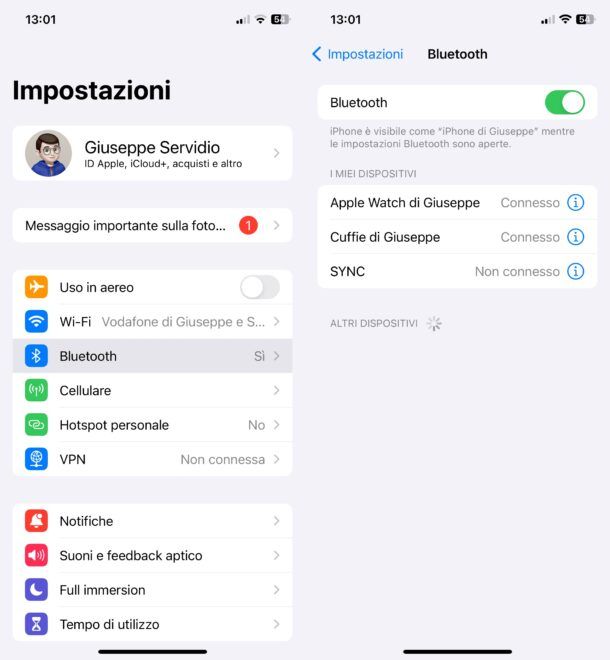 13:01
54
Impostazioni
Giuseppe Servidio
ID Apple, iCloud+, acquisti e altro
Messaggio importante sulla foto... 1
Uso in aereo
Wi-Fi Vodafone di Giuseppe e S...
Bluetooth Sì
Cellulare
Hotspot personale No
VPN Non connessa
Notifiche
Suoni e feedback aptico
Full immersion
Tempo di utilizzo
13:01
54
Impostazioni Bluetooth
Bluetooth
iPhone è visibile come “iPhone di Giuseppe” mentre
le impostazioni Bluetooth sono aperte.
I MIEI DISPOSITIVI
Apple Watch di Giuseppe Connesso
Cuffie di Giuseppe Connesso
SYNC Non connesso
ALTRI DISPOSITIVI